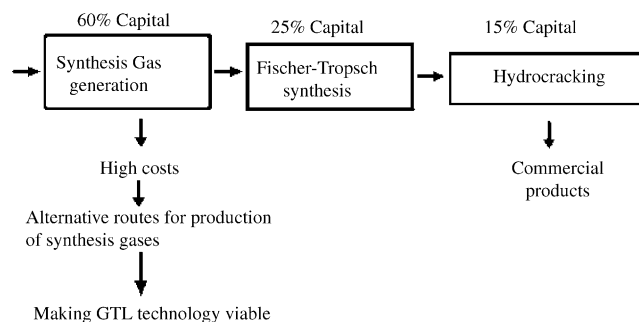 60% Capital
25% Capital
15% Capital
Synthesis Gas
generation
Fischer-Tropsch
synthesis
Hydrocracking
High costs
Commercial
products
Alternative routes for production
of synthesis gases
Making GTL technology viable